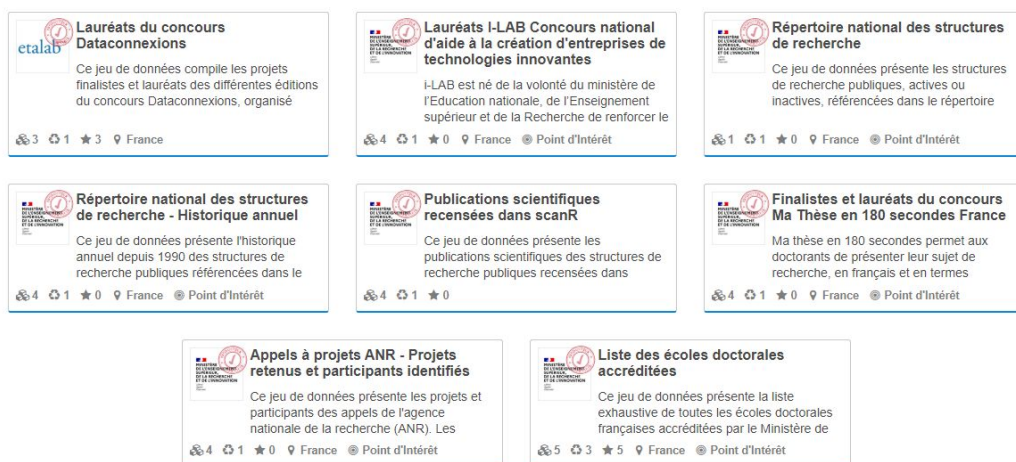 etalab
Lauréats du concours
Dataconnexions
Ce jeu de données compile les projets
finalistes et lauréats des différentes éditions
du concours Dataconnexions, organisé
3 1 3 France
Lauréats I-LAB Concours national
d'aide à la création d'entreprises de
technologies innovantes
i-LAB est né de la volonté du ministère de
l'Education nationale, de l'Enseignement
supérieur et de la Recherche de renforcer le
4 1 0 France Point d'Intérêt
Répertoire national des structures
de recherche
Ce jeu de données présente les structures
de recherche publiques, actives ou
inactives, référencées dans le répertoire
1 1 0 France Point d'Intérêt
Répertoire national des structures
de recherche - Historique annuel
Ce jeu de données présente l'historique
annuel depuis 1990 des structures de
recherche publiques référencées dans le
4 1 0 France Point d'Intérêt
Publications scientifiques
recensées dans scanR
Ce jeu de données présente les
publications scientifiques des structures de
recherche publiques recensées dans
4 1 0
Finalistes et lauréats du concours
Ma Thèse en 180 secondes France
Ma thèse en 180 secondes permet aux
doctorants de présenter leur sujet de
recherche, en français et en termes
4 1 0 France Point d'Intérêt
Appels à projets ANR - Projets
retenus et participants identifiés
Ce jeu de données présente les projets et
participants des appels de l'agence
nationale de la recherche (ANR). Les
4 1 0 France Point d'Intérêt
Liste des écoles doctorales
accréditées
Ce jeu de données présente la liste
exhaustive de toutes les écoles doctorales
françaises accréditées par le Ministère de
5 3 5 France Point d'Intérêt